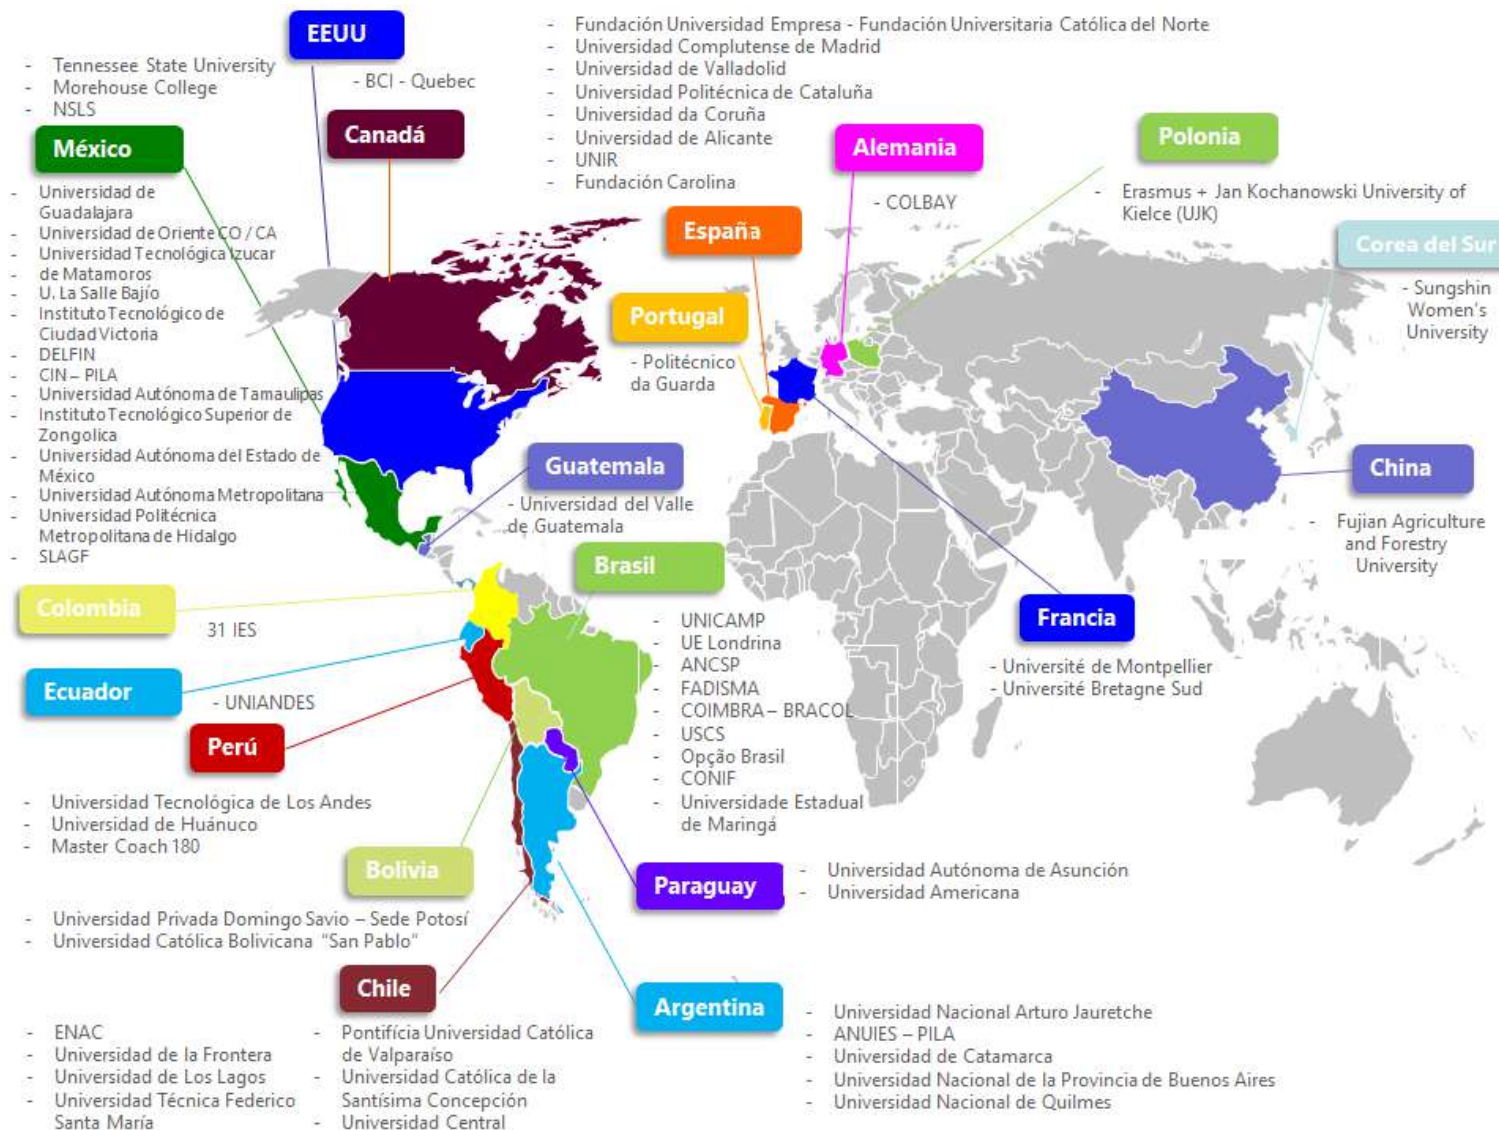 EEUU
- Tennessee State University
- Morehouse College
- NSLS
- BCI - Quebec
Canadá
- Fundación Universidad Empresa - Fundación Universitaria Católica del Norte
- Universidad Complutense de Madrid
- Universidad de Valladolid
- Universidad Politécnica de Cataluña
- Universidad da Coruña
- Universidad de Alicante
- UNIR
- Fundación Carolina
España
México
- Universidad de
Guadalajara
- Universidad de Oriente CO / CA
- Universidad Tecnológica Izucar
- de Matamoros
- U. La Salle Bajío
- Instituto Tecnológico de
Ciudad Victoria
- DELFIN
- CIN – PILA
- Universidad Autónoma de Tamaulipas
- Instituto Tecnológico Superior de
Zongolica
- Universidad Autónoma del Estado de
México
- Universidad Autónoma Metropolitana
- Universidad Politécnica
Metropolitana de Hidalgo
- SLAGF
Alemania
- COLBAY
Polonia
- Erasmus + Jan Kochanowski University of
Kielce (UJK)
Corea del Sur
- Sungshin
Women's
University
Portugal
- Politécnico
da Guarda
Guatemala
- Universidad del Valle
de Guatemala
China
- Fujian Agriculture
and Forestry
University
Francia
- Université de Montpellier
- Université Bretagne Sud
Brasil
- UNICAMP
- UE Londrina
- ANCSP
- FADISMA
- COIMBRA – BRACOL
- USCS
- Opção Brasil
- CONIF
- Universidade Estadual
de Maringá
Colombia
31 IES
Ecuador
- UNIANDES
Perú
- Universidad Tecnológica de Los Andes
- Universidad de Huánuco
- Master Coach 180
Bolivia
- Universidad Privada Domingo Savio – Sede Potosí
- Universidad Católica Bolivicana “San Pablo”
Paraguay
- Universidad Autónoma de Asunción
- Universidad Americana
Chile
- ENAC
- Universidad de la Frontera
- Universidad de Los Lagos
- Universidad Técnica Federico
Santa María
- Pontifícia Universidad Católica
de Valparaíso
- Universidad Católica de la
Santísima Concepción
- Universidad Central
Argentina
- Universidad Nacional Arturo Jauretche
- ANUIES – PILA
- Universidad de Catamarca
- Universidad Nacional de la Provincia de Buenos Aires
- Universidad Nacional de Quilmes